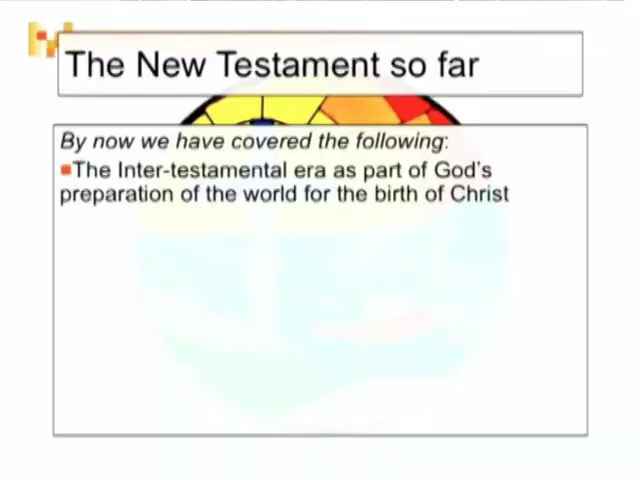 The New Testament so far
By now we have covered the following:
The Inter-testamental era as part of God's
preparation of the world for the birth of Christ